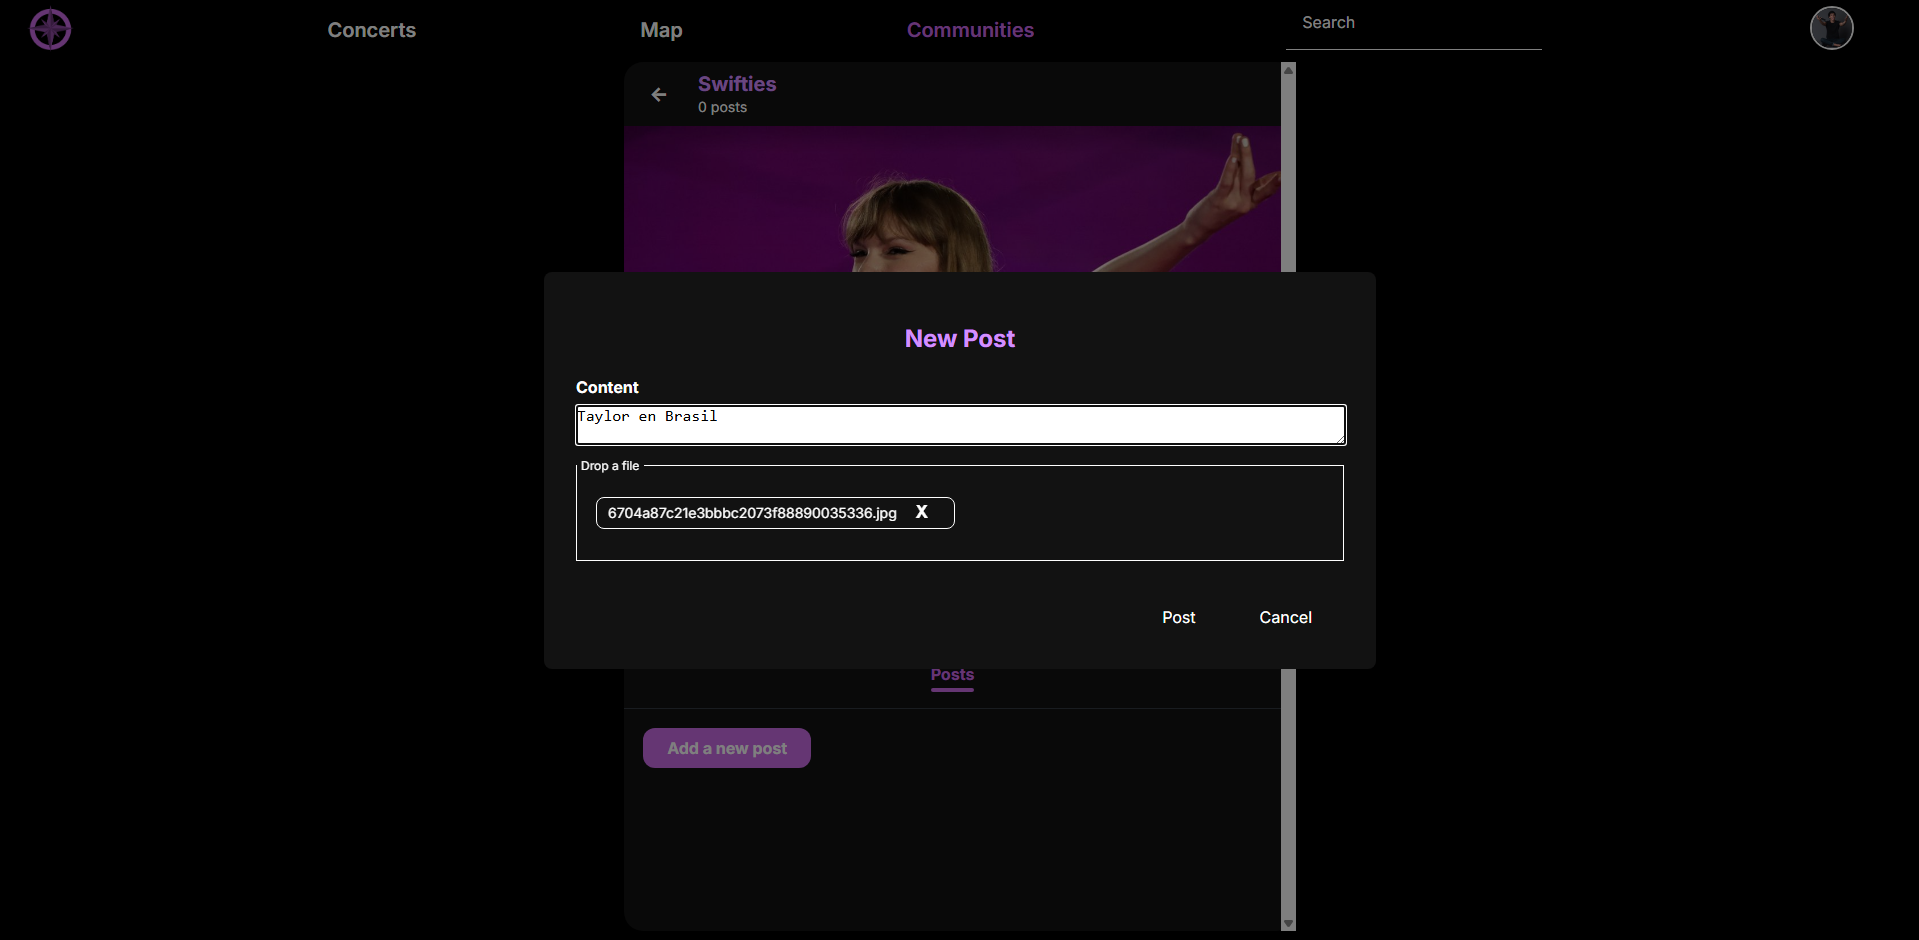 Concerts
Map
Communities
Search
Swifties
0 posts
New Post
Content
Taylor en Brasil
Drop a file
6704a87c21e3bbbc2073f88890035336.jpg X
Post
Cancel
Posts
Add a new post